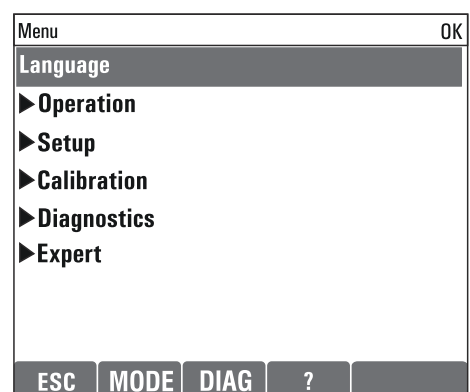 Menu OK
Language
▶Operation
▶Setup
▶Calibration
▶Diagnostics
▶Expert
ESC MODE DIAG ?